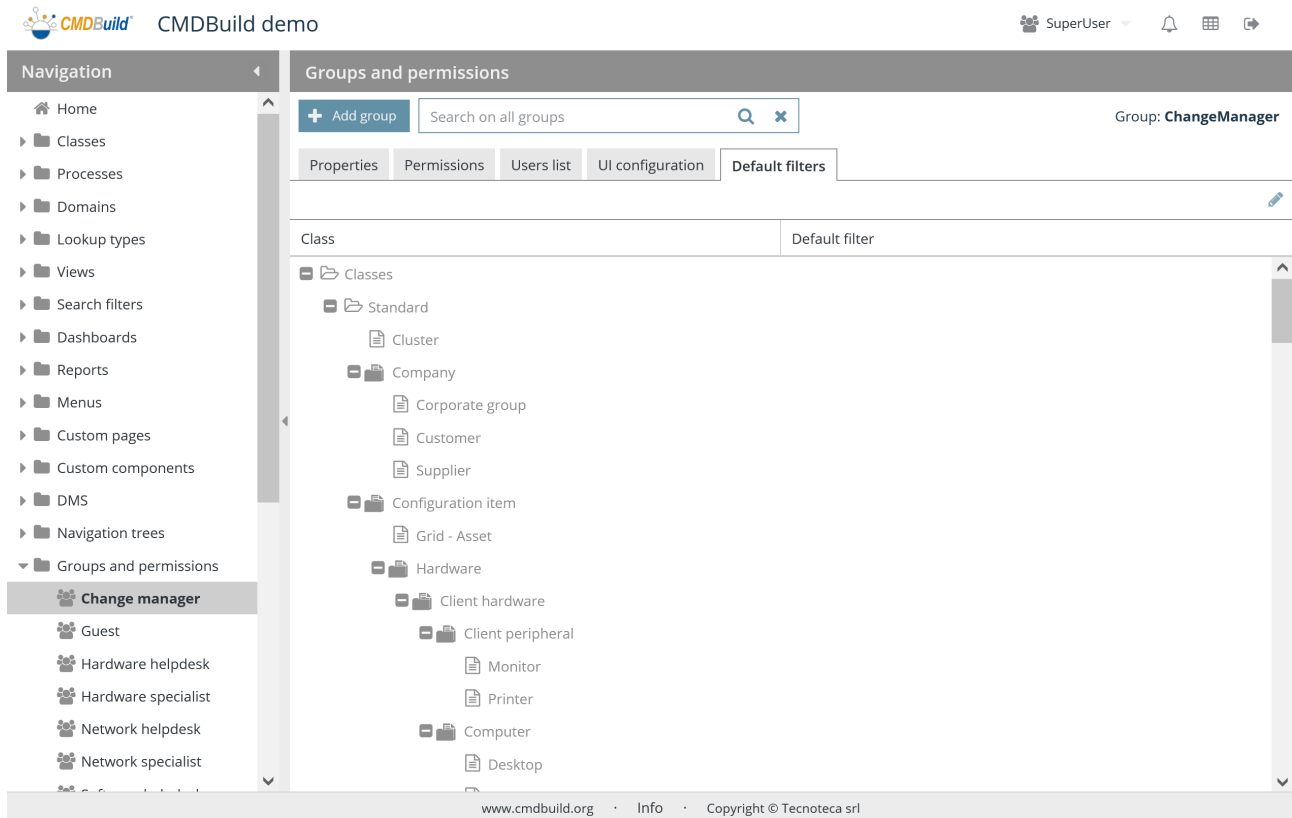 CMDBuild CMDBuild demo SuperUser
Navigation
Groups and permissions
Home
Classes
Processes
Domains
Lookup types
Views
Search filters
Dashboards
Reports
Menus
Custom pages
Custom components
DMS
Navigation trees
Groups and permissions
Change manager
Guest
Hardware helpdesk
Hardware specialist
Network helpdesk
Network specialist
Add group Search on all groups Group: ChangeManager
Properties Permissions Users list UI configuration Default filters
Class Default filter
Classes
Standard
Cluster
Company
Corporate group
Customer
Supplier
Configuration item
Grid - Asset
Hardware
Client hardware
Client peripheral
Monitor
Printer
Computer
Desktop
www.cmdbuild.org · Info · Copyright © Tecnoteca srl